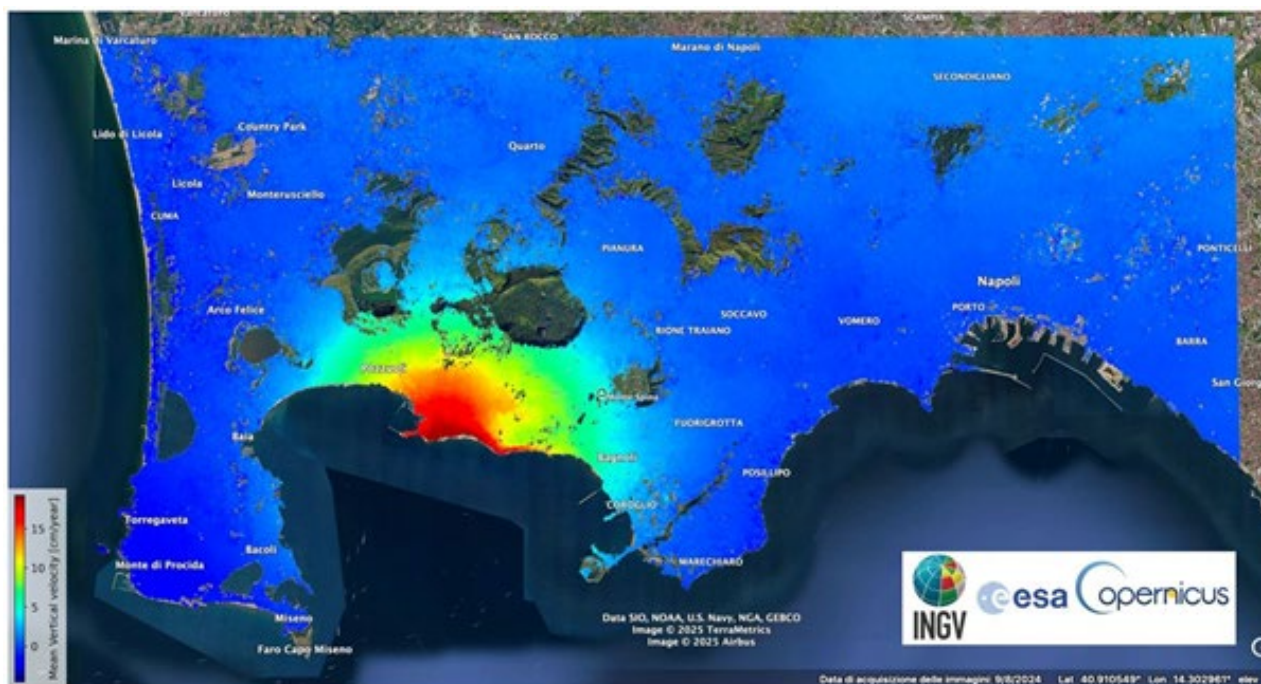 SCAMPIA
Marina di Varcaturo
SAN ROCCO
Marano di Napoli
SECONDIGLIANO
Lido di Licola
Country Park
Quarto
Licola
Monterusciello
CUMA
PIANURA
PONTICELLI
Napoli
Arco Felice
SOCCAVO
PORTO
RIONE TRAIANO
VOMERO
BARRA
Pozzuoli
San Giorg
FUORIGROTTA
Baia
Bagnoli
POSILLIPO
COROGLIO
Torregaveta
Bacoli
Monte di Procida
MARECHIARO
Miseno
Faro Capo Miseno
15
10
5
0
Mean Vertical velocity [cm/year]
Data SIO, NOAA, U.S. Navy, NGA, GEBCO
Image © 2025 TerraMetrics
Image © 2025 Airbus
INGV
esa
Copernicus
Data di acquisizione delle immagini: 9/8/2024 Lat 40.910549° Lon 14.302961° elev